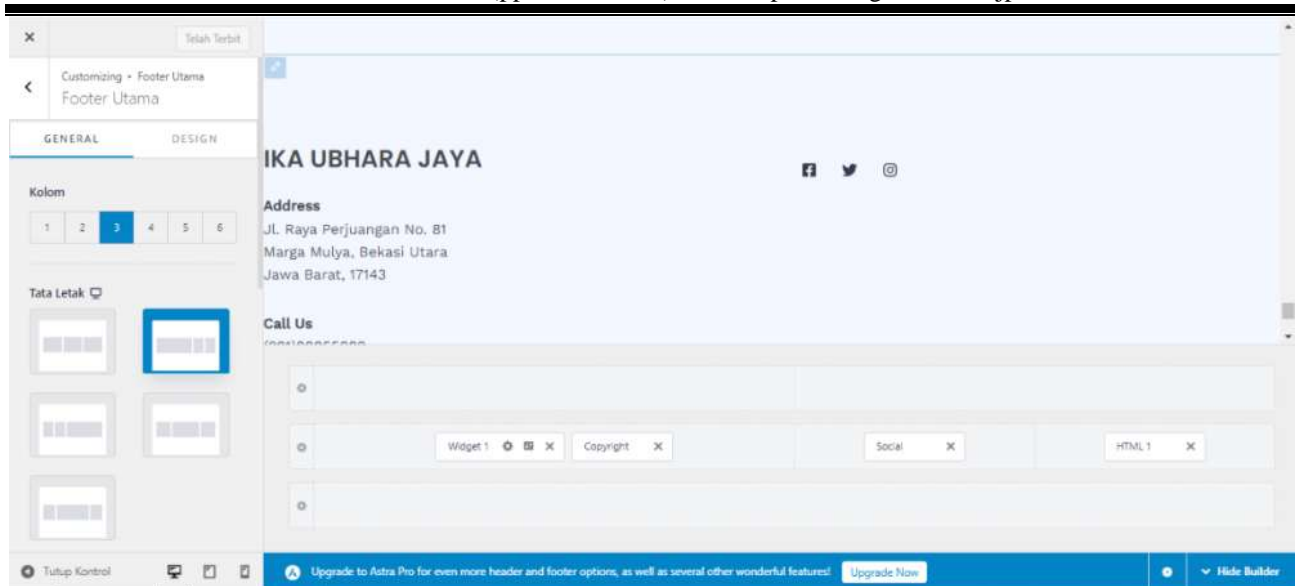 Telah Terbit
Customizing • Footer Utama
Footer Utama
GENERAL DESIGN
Kolom
1 2 3 4 5 6
Tata Letak
IKA UBHARA JAYA
Address
Jl. Raya Perjuangan No. 81
Marga Mulya, Bekasi Utara
Jawa Barat, 17143
Call Us
Widget 1 Copyright Social HTML 1
Tutup Kontrol
Upgrade to Astra Pro for even more header and footer options, as well as several other wonderful features! Upgrade Now
Hide Builder